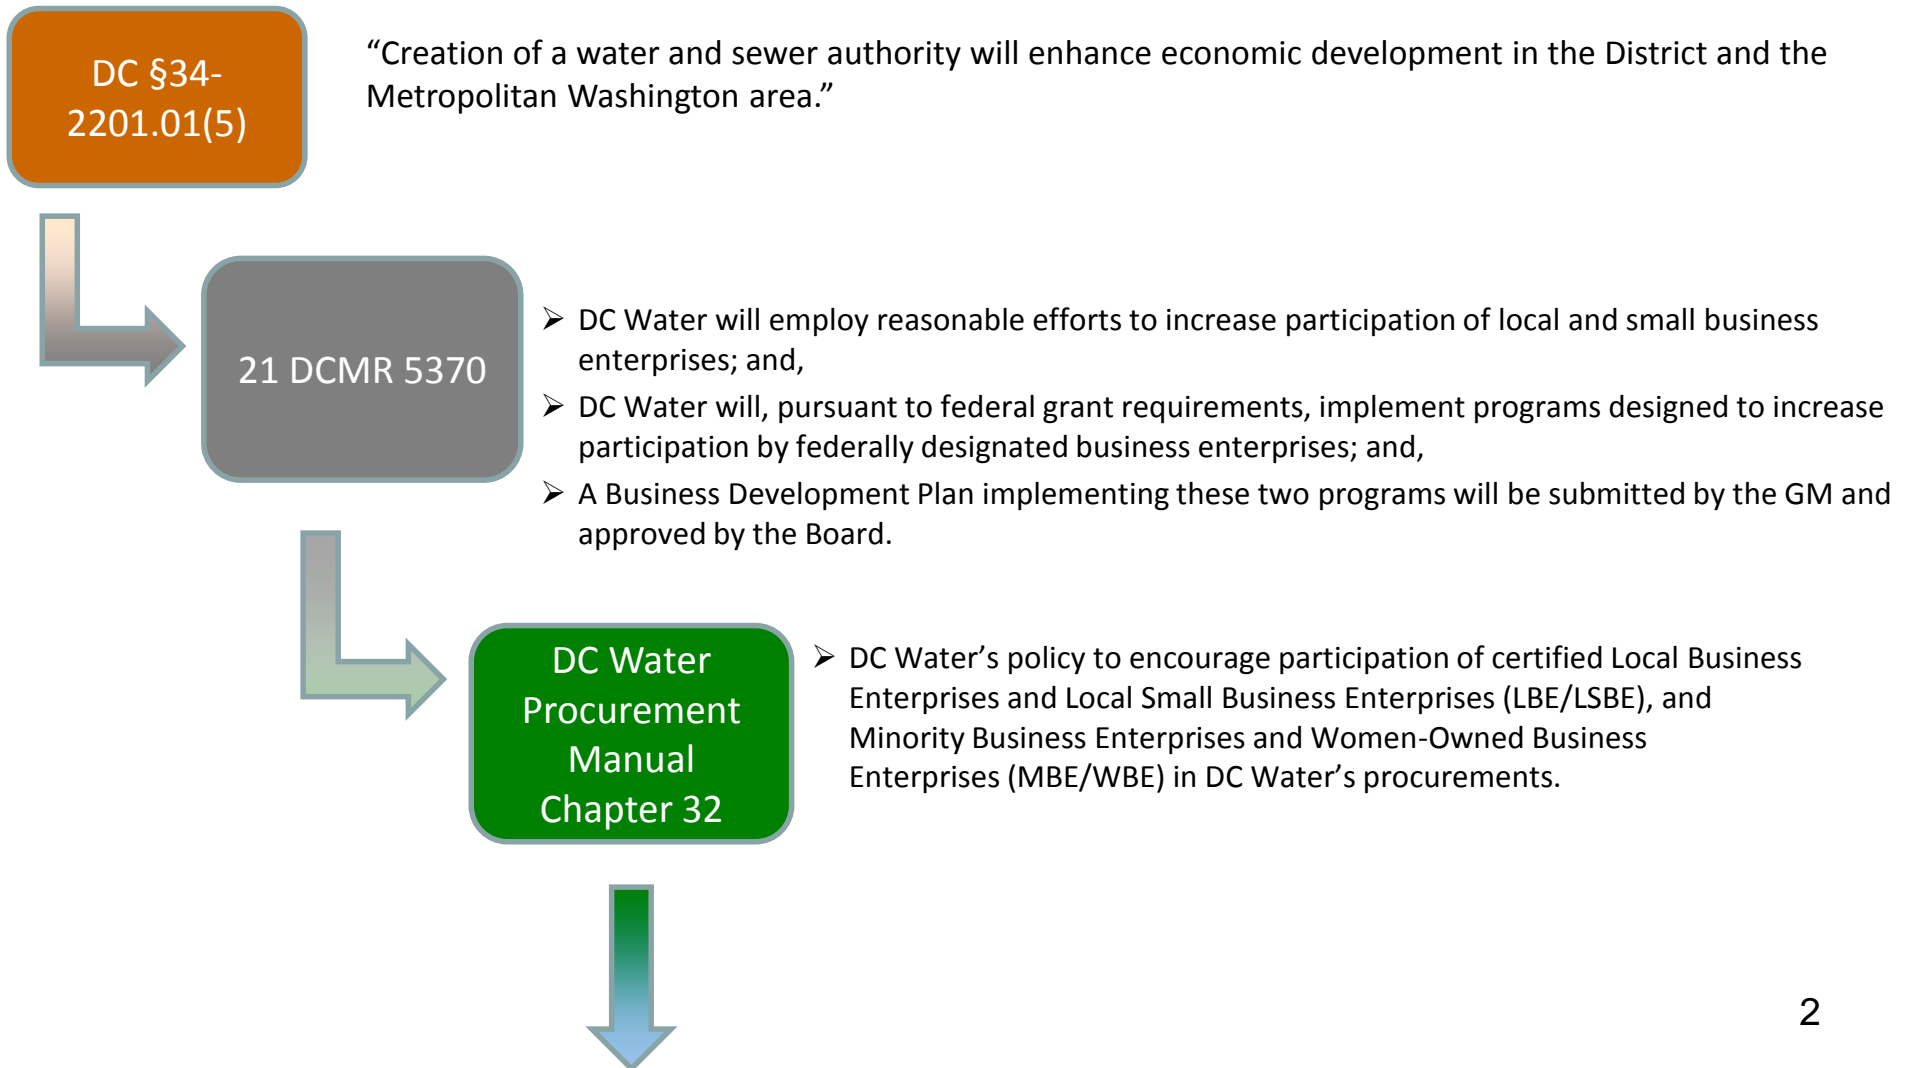 DC §34-
2201.01(5)
“Creation of a water and sewer authority will enhance economic development in the District and the
Metropolitan Washington area.”
21 DCMR 5370
➢ DC Water will employ reasonable efforts to increase participation of local and small business
enterprises; and,
➢ DC Water will, pursuant to federal grant requirements, implement programs designed to increase
participation by federally designated business enterprises; and,
➢ A Business Development Plan implementing these two programs will be submitted by the GM and
approved by the Board.
DC Water
Procurement
Manual
Chapter 32
➢ DC Water’s policy to encourage participation of certified Local Business
Enterprises and Local Small Business Enterprises (LBE/LSBE), and
Minority Business Enterprises and Women-Owned Business
Enterprises (MBE/WBE) in DC Water’s procurements.
2